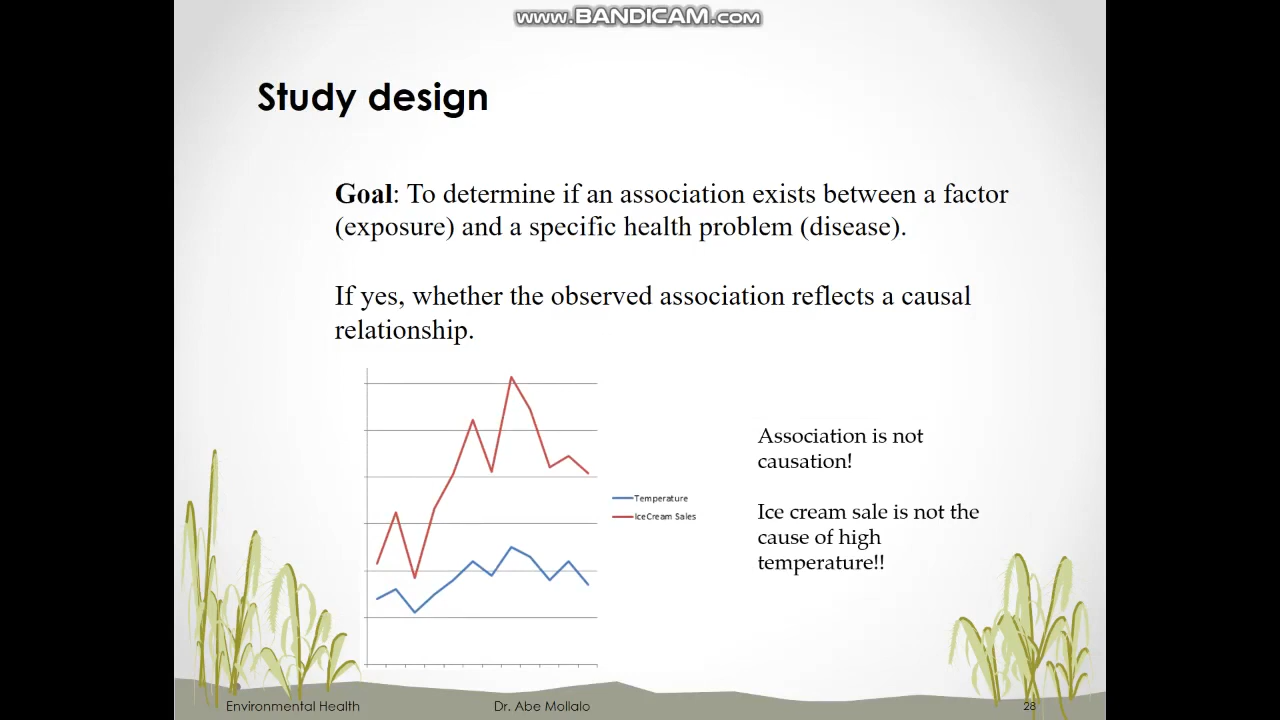 www.BANDICAM.com
Study design
Goal: To determine if an association exists between a factor
(exposure) and a specific health problem (disease).
If yes, whether the observed association reflects a causal
relationship.
Temperature
IceCream Sales
Association is not
causation!
Ice cream sale is not the
cause of high
temperature!!
Environmental Health
Dr. Abe Mollalo
28